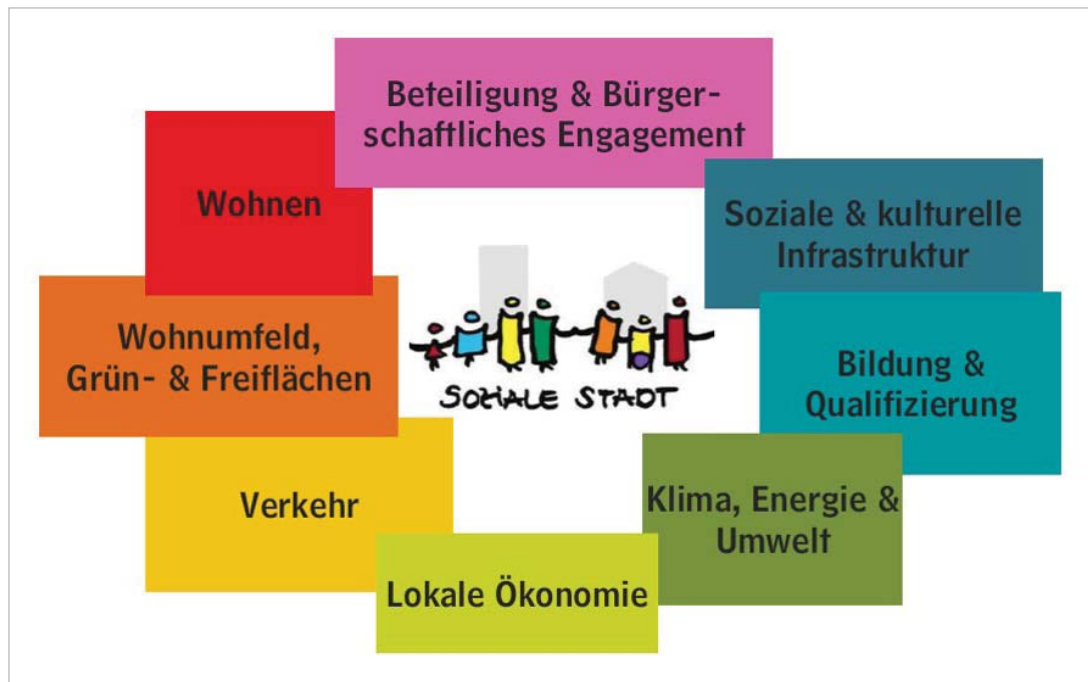 Beteiligung & Bürger-
schaftliches Engagement
Wohnen
Soziale & kulturelle
Infrastruktur
Wohnumfeld,
Grün- & Freiflächen
SOZIALE STADT
Bildung &
Qualifizierung
Verkehr
Klima, Energie &
Umwelt
Lokale Ökonomie